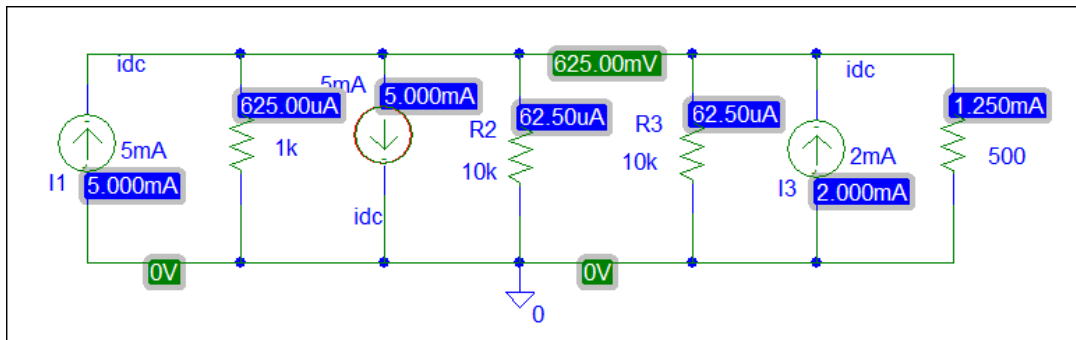 idc
5mA
625.00mV
idc
625.00uA
5.000mA
62.50uA
62.50uA
1.250mA
R2
R3
5mA
1k
10k
10k
2mA
500
I1
5.000mA
I3
2.000mA
idc
0V
0V
0